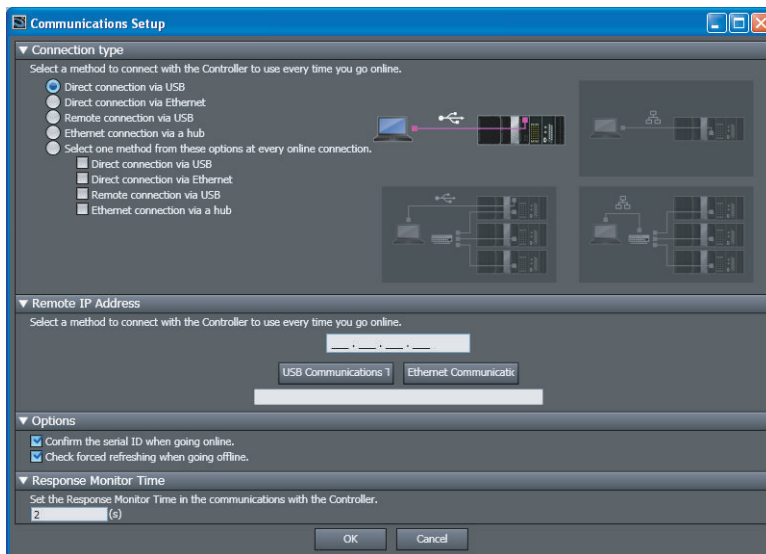 Communications Setup
▼ Connection type
Select a method to connect with the Controller to use every time you go online.
Direct connection via USB
Direct connection via Ethernet
Remote connection via USB
Ethernet connection via a hub
Select one method from these options at every online connection.
Direct connection via USB
Direct connection via Ethernet
Remote connection via USB
Ethernet connection via a hub
▼ Remote IP Address
Select a method to connect with the Controller to use every time you go online.
___.___.___.___
USB Communications T Ethernet Communicatic
▼ Options
Confirm the serial ID when going online.
Check forced refreshing when going offline.
▼ Response Monitor Time
Set the Response Monitor Time in the communications with the Controller.
2 (s)
OK Cancel